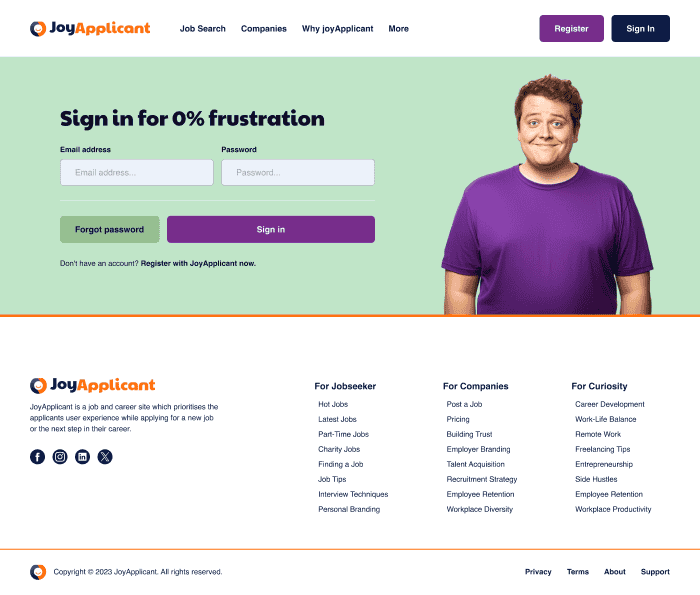 JoyApplicant
Job Search
Companies
Why joyApplicant
More
Register
Sign In
Sign in for 0% frustration
Email address
Password
Email address...
Password...
Forgot password
Sign in
Don't have an account? Register with JoyApplicant now.
JoyApplicant
JoyApplicant is a job and career site which prioritises the
applicants user experience while applying for a new job
or the next step in their career.
For Jobseeker
Hot Jobs
Latest Jobs
Part-Time Jobs
Charity Jobs
Finding a Job
Job Tips
Interview Techniques
Personal Branding
For Companies
Post a Job
Pricing
Building Trust
Employer Branding
Talent Acquisition
Recruitment Strategy
Employee Retention
Workplace Diversity
For Curiosity
Career Development
Work-Life Balance
Remote Work
Freelancing Tips
Entrepreneurship
Side Hustles
Employee Retention
Workplace Productivity
Copyright © 2023 JoyApplicant. All rights reserved.
Privacy
Terms
About
Support